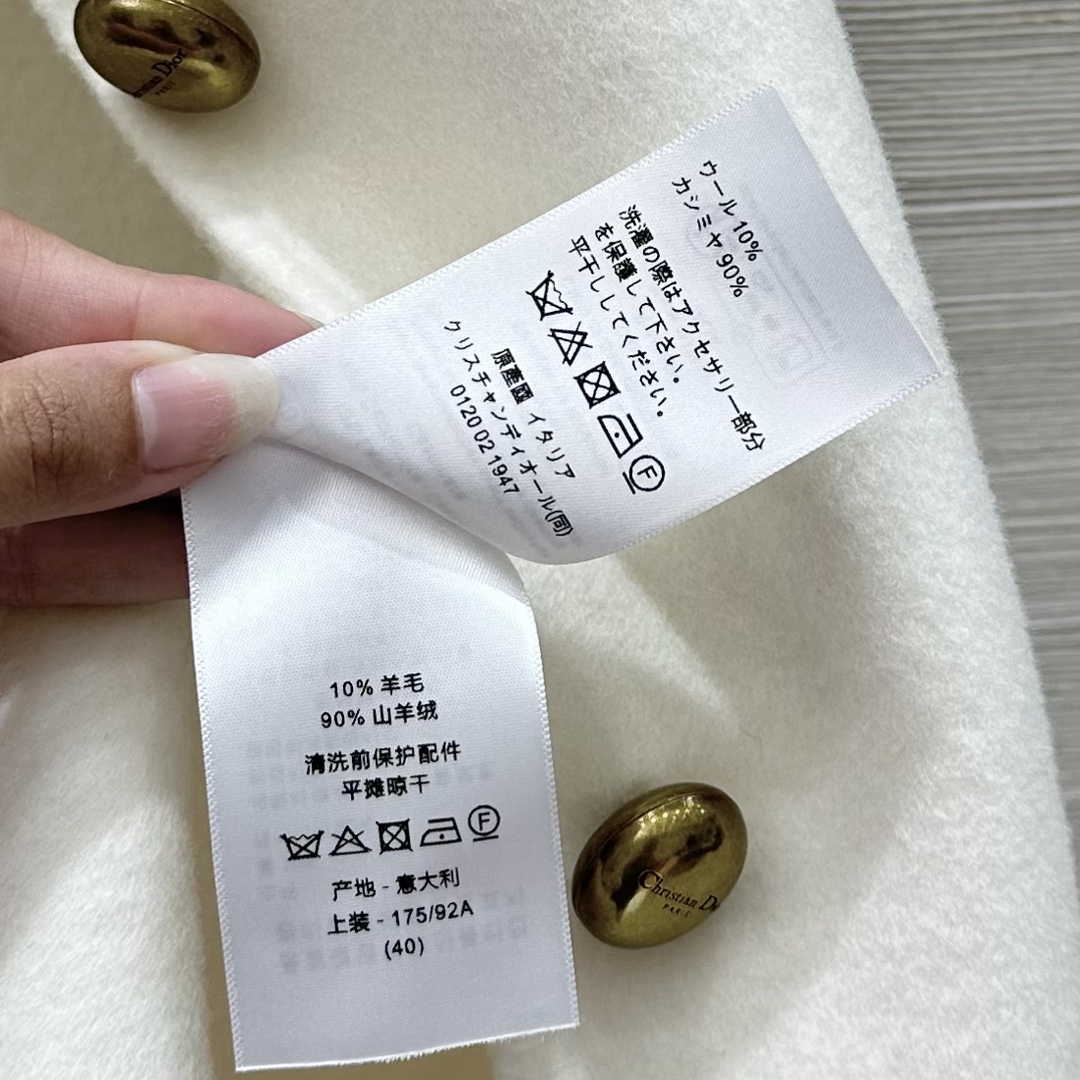 Christian Dior
PARIS
ウール 10%
カシミヤ 90%
洗濯の際はアクセサリー部分
を保護して下さい。
平干ししてください。
F
原産國 イタリア
クリスチャンディオール(同)
0120 02 1947
10% 羊毛
90% 山羊绒
清洗前保护配件
平摊晾干
F
产地 - 意大利
上装 - 175/92A
(40)
Christian Dior
PARIS